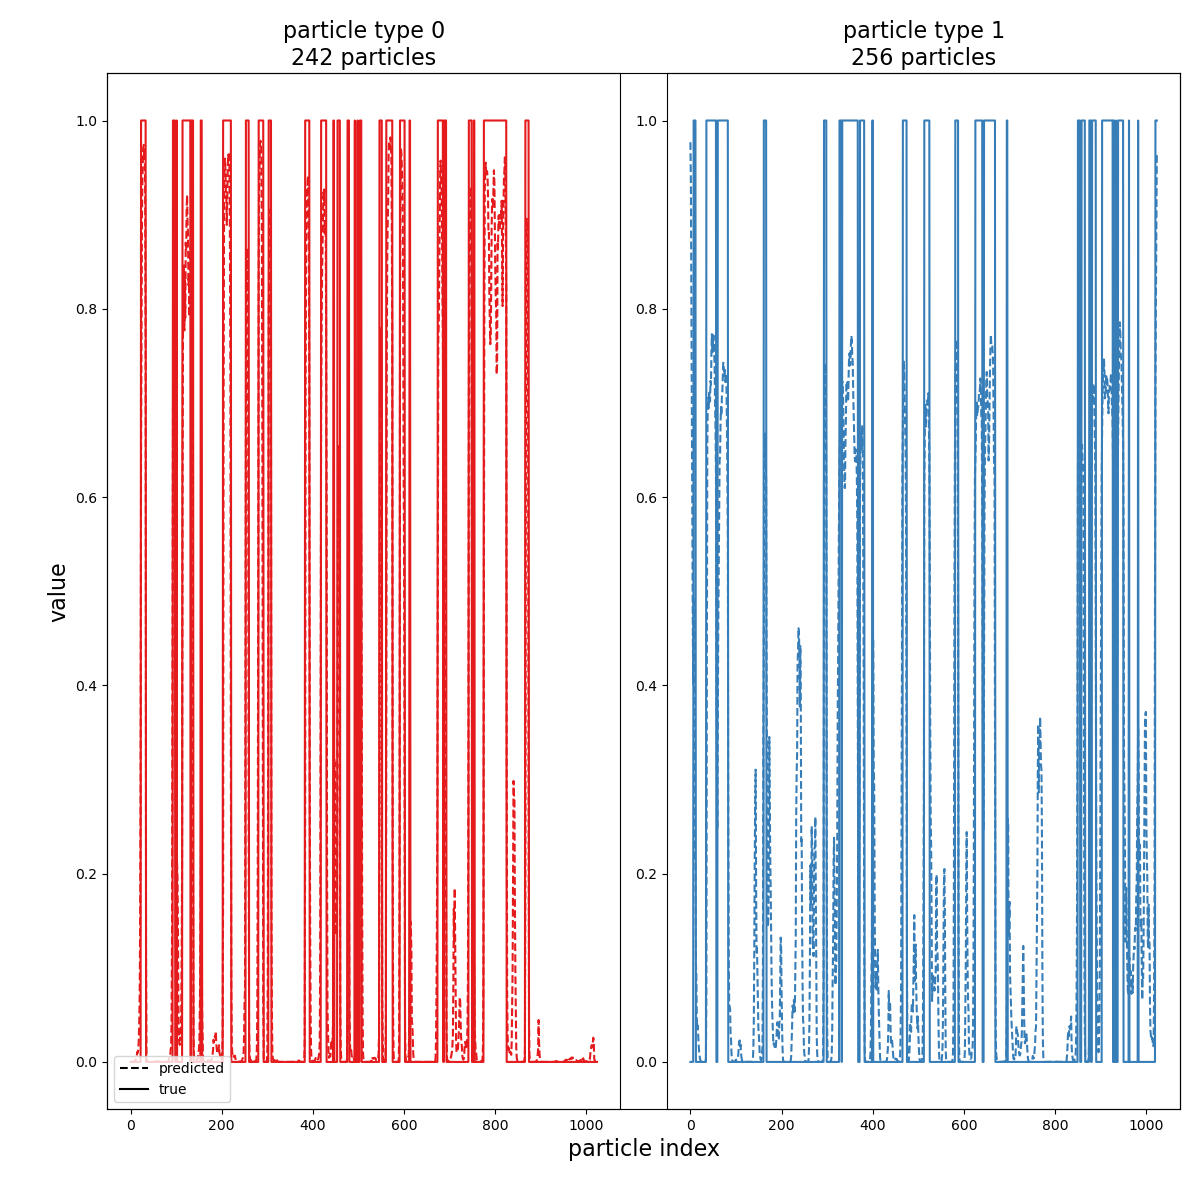 particle type 0
242 particles
particle type 1
256 particles
1.0
0.8
0.6
0.4
0.2
0.0
1.0
0.8
0.6
0.4
0.2
0.0
value
predicted
true
0 200 400 600 800 1000
0 200 400 600 800 1000
particle index